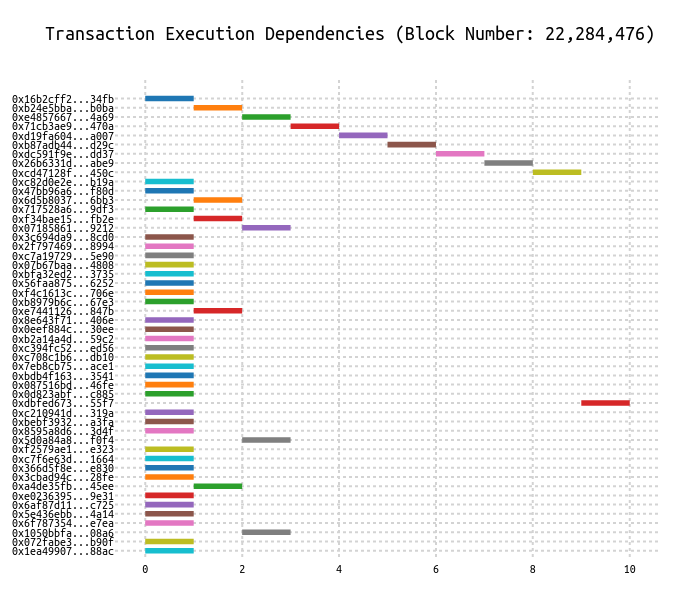 Transaction Execution Dependencies (Block Number: 22,284,476)
0x16b2cff2...34fb
0xb24e5bba...b0ba
0xe4857667...4a69
0x71cb3ae9...470a
0xd19fa604...a007
0xb87adb44...d29c
0xdc591f9e...dd37
0x26b6331d...abe9
0xcd47128f...450c
0xc82d0e2e...b19a
0x47bb96a6...f80d
0x6d5b8037...6bb3
0x717528a6...9df3
0xf34bae15...fb2e
0x07185861...9212
0x3c694da9...8cd0
0x2f797469...8994
0xc7a19729...5e90
0x07b67baa...4808
0xbfa32ed2...3735
0x56faa875...6252
0xf4c1613c...706e
0xb8979b6c...67e3
0xe7441126...847b
0x8e643f71...406e
0x0eef884c...30ee
0xb2a14a4d...59c2
0xc394fc52...ed56
0xc708c1b6...db10
0x7eb8cb75...ace1
0xbdb4f163...3541
0x087516bd...46fe
0x0d823abf...c885
0xdbfed673...55f7
0xc210941d...319a
0xbebf3932...a3fa
0x8595a8d6...3d4f
0x5d0a84a8...f0f4
0xf2579ae1...e323
0xc7f6e63d...1664
0x366d5f8e...e830
0x3cbad94c...28fe
0xa4de35fb...45ee
0xe0236395...9e31
0x6af87d11...c725
0x5e436ebb...4a14
0x6f787354...e7ea
0x1050bbfa...08a6
0x072fabe3...b90f
0x1ea49907...88ac
0 2 4 6 8 10